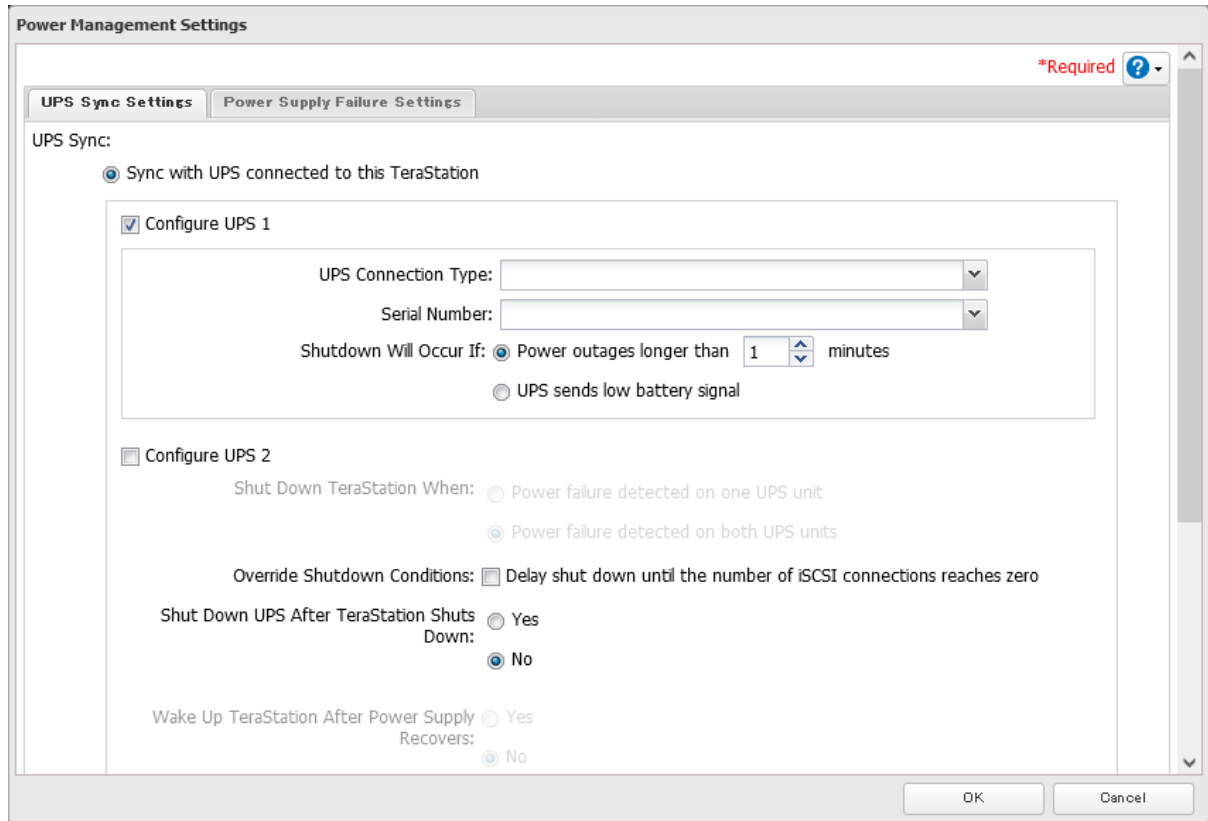 Power Management Settings
*Required ?
UPS Sync Settings Power Supply Failure Settings
UPS Sync:
Sync with UPS connected to this TeraStation
Configure UPS 1
UPS Connection Type:
Serial Number:
Shutdown Will Occur If: Power outages longer than 1 minutes
UPS sends low battery signal
Configure UPS 2
Shut Down TeraStation When: Power failure detected on one UPS unit
Power failure detected on both UPS units
Override Shutdown Conditions: Delay shut down until the number of iSCSI connections reaches zero
Shut Down UPS After TeraStation Shuts Down: Yes
No
Wake Up TeraStation After Power Supply Recovers: Yes
No
OK Cancel